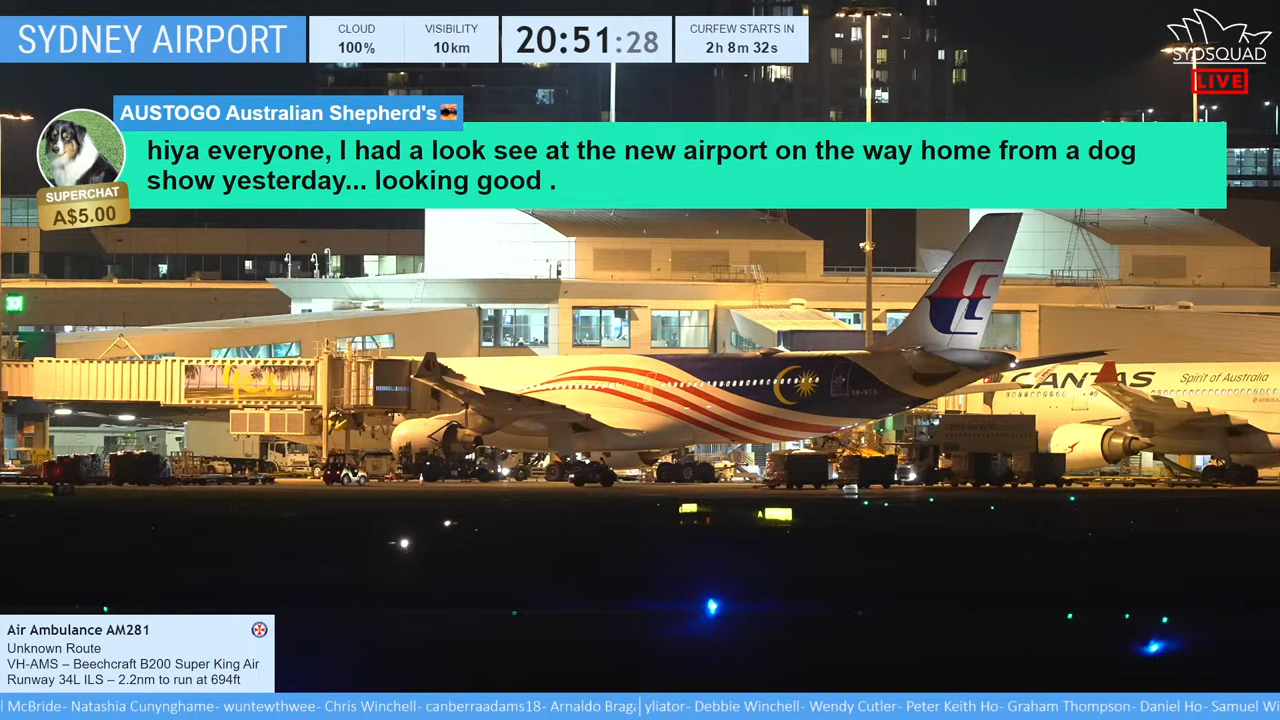 SYDNEY AIRPORT
CLOUD
100%
VISIBILITY
10km
20:51:28
CURFEW STARTS IN
2h 8m 32s
SYDSQUAD
LIVE
AUSTOGO Australian Shepherd's
hiya everyone, I had a look see at the new airport on the way home from a dog
show yesterday... looking good .
SUPERCHAT
A$5.00
QANTAS
Spirit of Australia
A
Air Ambulance AM281
Unknown Route
VH-AMS – Beechcraft B200 Super King Air
Runway 34L ILS – 2.2nm to run at 694ft
l McBride- Natashia Cunynghame- wuntewthwee- Chris Winchell- canberraadams18- Arnaldo Braga
yliator- Debbie Winchell- Wendy Cutler- Peter Keith Ho- Graham Thompson- Daniel Ho- Samuel Wi